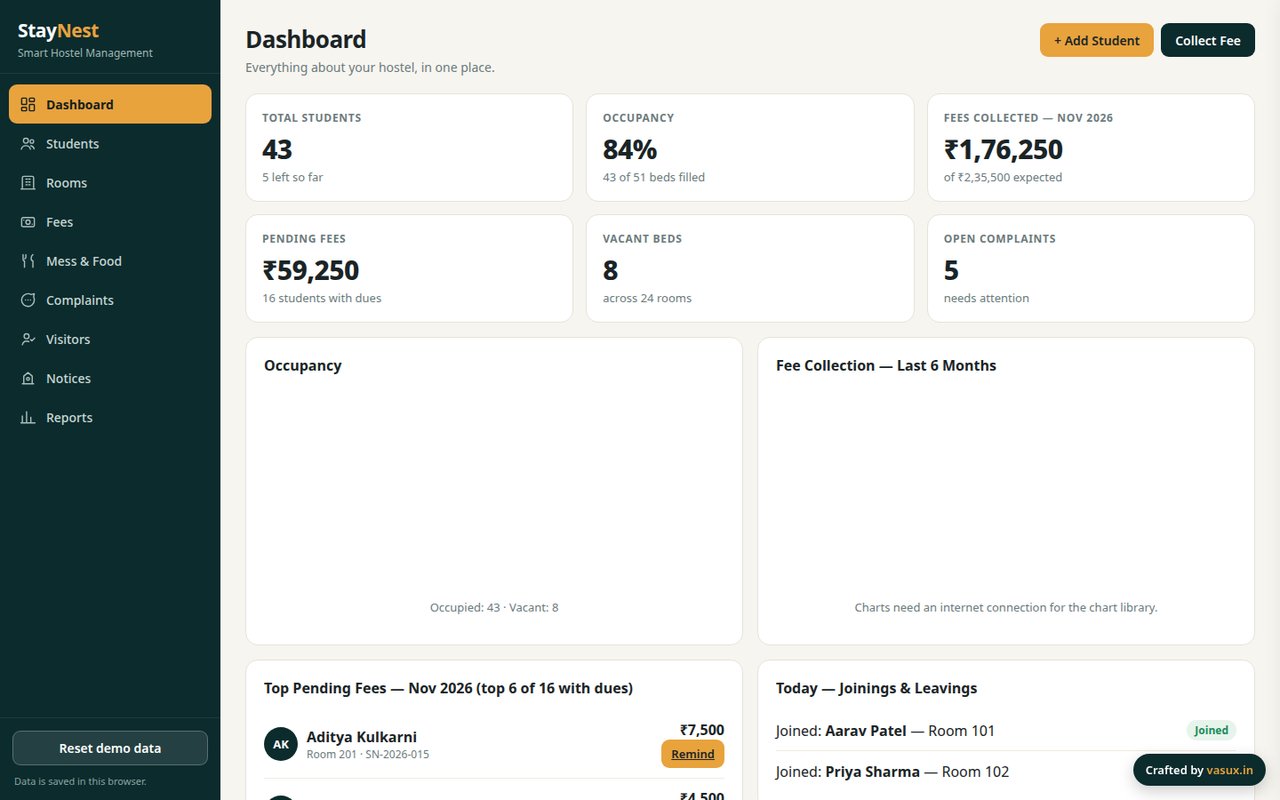 StayNest
Smart Hostel Management
Dashboard
Students
Rooms
Fees
Mess & Food
Complaints
Visitors
Notices
Reports
Reset demo data
Data is saved in this browser.
Dashboard
Everything about your hostel, in one place.
+ Add Student
Collect Fee
TOTAL STUDENTS
43
5 left so far
OCCUPANCY
84%
43 of 51 beds filled
FEES COLLECTED — NOV 2026
₹1,76,250
of ₹2,35,500 expected
PENDING FEES
₹59,250
16 students with dues
VACANT BEDS
8
across 24 rooms
OPEN COMPLAINTS
5
needs attention
Occupancy
Occupied: 43 · Vacant: 8
Fee Collection — Last 6 Months
Charts need an internet connection for the chart library.
Top Pending Fees — Nov 2026 (top 6 of 16 with dues)
AK
Aditya Kulkarni
Room 201 · SN-2026-015
₹7,500
Remind
₹4,500
Today — Joinings & Leavings
Joined: Aarav Patel — Room 101
Joined
Joined: Priya Sharma — Room 102
Crafted by vasux.in